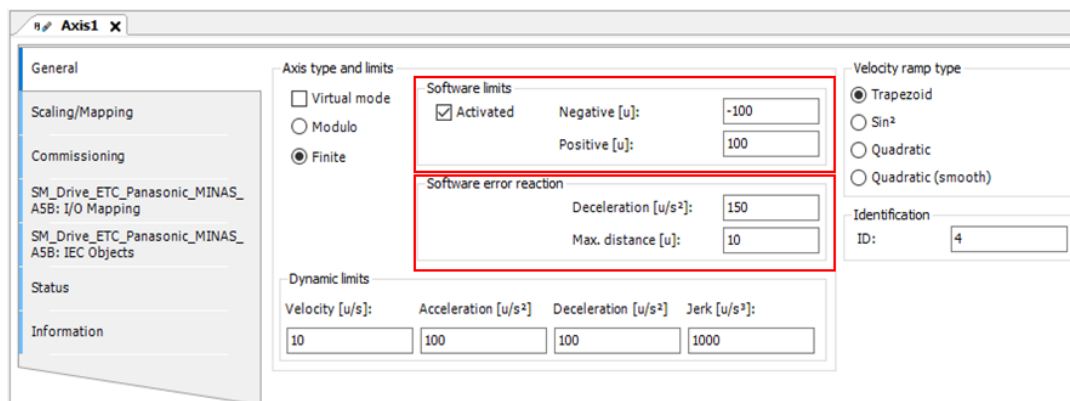 Axis1
General
Scaling/Mapping
Commissioning
SM_Drive_ETC_Panasonic_MINAS_
A5B: I/O Mapping
SM_Drive_ETC_Panasonic_MINAS_
A5B: IEC Objects
Status
Information
Axis type and limits
Virtual mode
Modulo
Finite
Software limits
Activated
Negative [u]: -100
Positive [u]: 100
Software error reaction
Deceleration [u/s²]: 150
Max. distance [u]: 10
Dynamic limits
Velocity [u/s]: Acceleration [u/s²] Deceleration [u/s²] Jerk [u/s³]:
10 100 100 1000
Velocity ramp type
Trapezoid
Sin²
Quadratic
Quadratic (smooth)
Identification
ID: 4